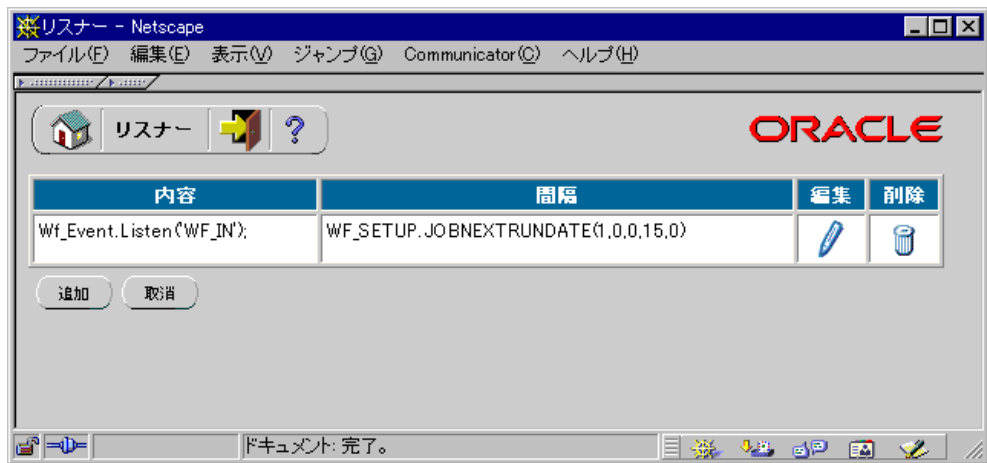 リスナー - Netscape
ファイル(F) 編集(E) 表示(V) ジャンプ(G) Communicator(C) ヘルプ(H)
リスナー ?
ORACLE
内容 間隔 編集 削除
Wf_Event.Listen('WF_IN'); WF_SETUP.JOBNEXTRUNDATE(1,0,0,15,0)
追加 取消
ドキュメント: 完了。